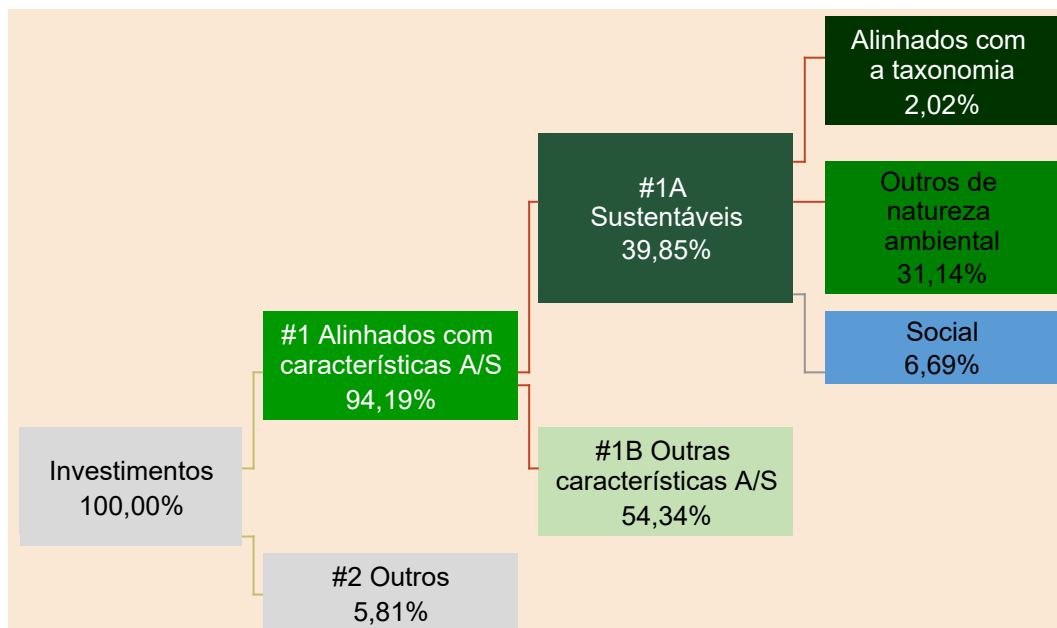 Alinhados com
a taxonomia
2,02%
#1A
Sustentáveis
39,85%
Outros de
natureza
ambiental
31,14%
#1 Alinhados com
características A/S
94,19%
Social
6,69%
Investimentos
100,00%
#1B Outras
características A/S
54,34%
#2 Outros
5,81%